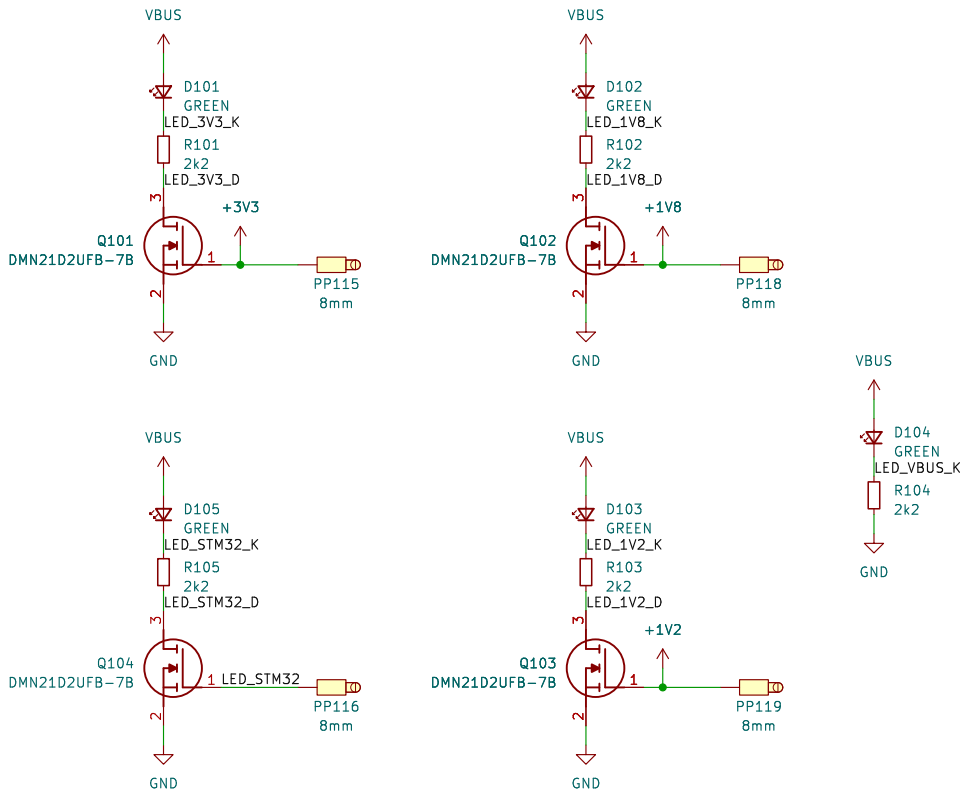 VBUS
D101
GREEN
LED_3V3_K
R101
2k2
LED_3V3_D
3
+3V3
Q101
DMN21D2UFB-7B
1
2
PP115
8mm
GND
VBUS
D102
GREEN
LED_1V8_K
R102
2k2
LED_1V8_D
3
+1V8
Q102
DMN21D2UFB-7B
1
2
PP118
8mm
GND
VBUS
D104
GREEN
LED_VBUS_K
R104
2k2
GND
VBUS
D105
GREEN
LED_STM32_K
R105
2k2
LED_STM32_D
3
Q104
DMN21D2UFB-7B
1
LED_STM32
2
PP116
8mm
GND
VBUS
D103
GREEN
LED_1V2_K
R103
2k2
LED_1V2_D
3
+1V2
Q103
DMN21D2UFB-7B
1
2
PP119
8mm
GND